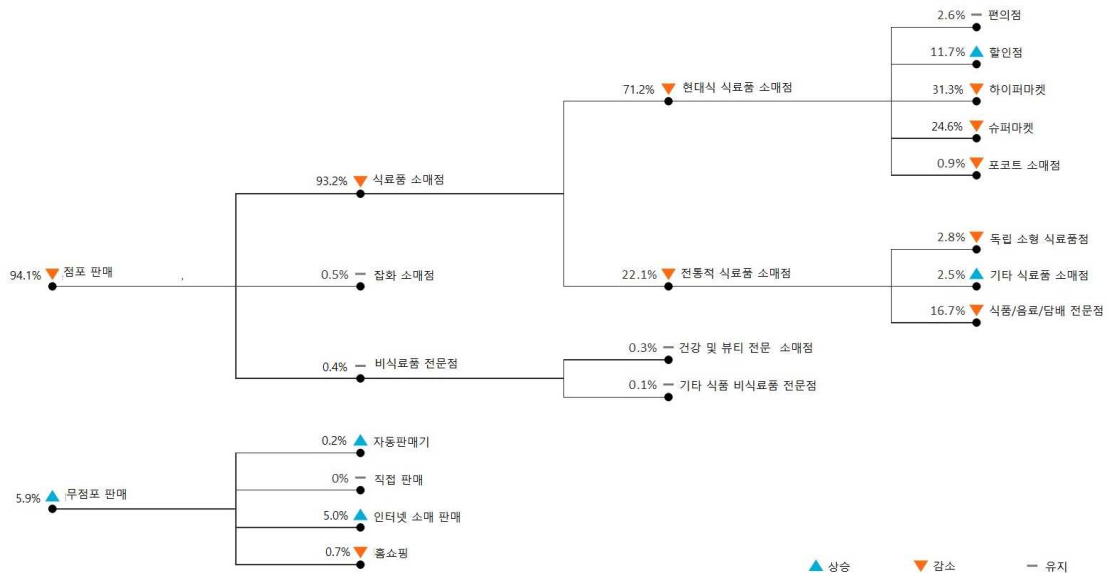 2.6% 편의점
11.7% 할인점
71.2% 현대식 식료품 소매점
31.3% 하이퍼마켓
24.6% 슈퍼마켓
0.9% 포코트 소매점
93.2% 식료품 소매점
2.8% 독립 소형 식료품점
94.1% 점포 판매
0.5% 잡화 소매점
22.1% 전통적 식료품 소매점
2.5% 기타 식료품 소매점
16.7% 식품/음료/담배 전문점
0.4% 비식료품 전문점
0.3% 건강 및 뷰티 전문 소매점
0.1% 기타 식품 비식료품 전문점
0.2% 자동판매기
0% 직접 판매
5.9% 무점포 판매
5.0% 인터넷 소매 판매
0.7% 홈쇼핑
상승 감소 유지